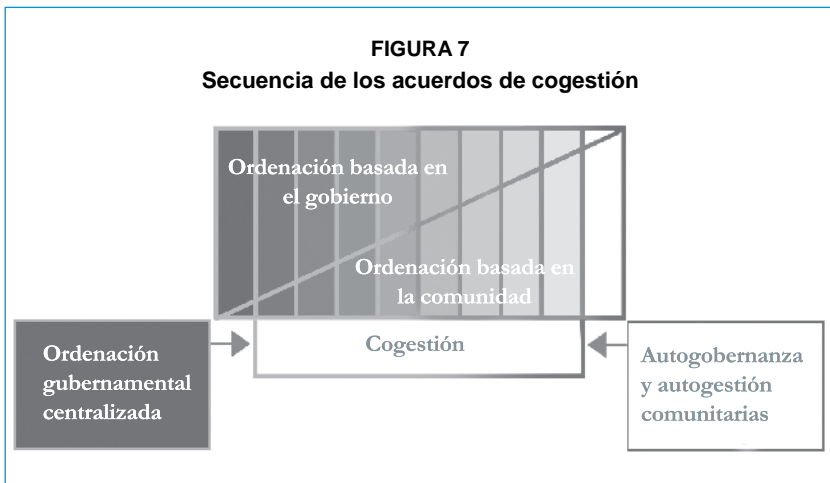 FIGURA 7
Secuencia de los acuerdos de cogestión
Ordenación basada en
el gobierno
Ordenación basada en
la comunidad
Ordenación
gubernamental
centralizada
Cogestión
Autogobernanza
y autogestión
comunitarias